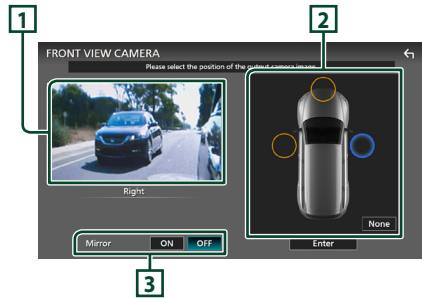 1
2
FRONT VIEW CAMERA
Please select the position of the output camera image.
Right
None
Mirror ON OFF
Enter
3